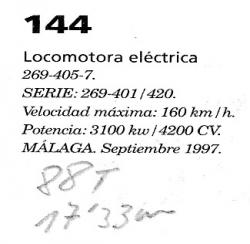 144
Locomotora eléctrica
269-405-7.
SERIE: 269-401/420.
Velocidad máxima: 160 km/h.
Potencia: 3100 kw/4200 CV.
MÁLAGA. Septiembre 1997.
88T
17'33m